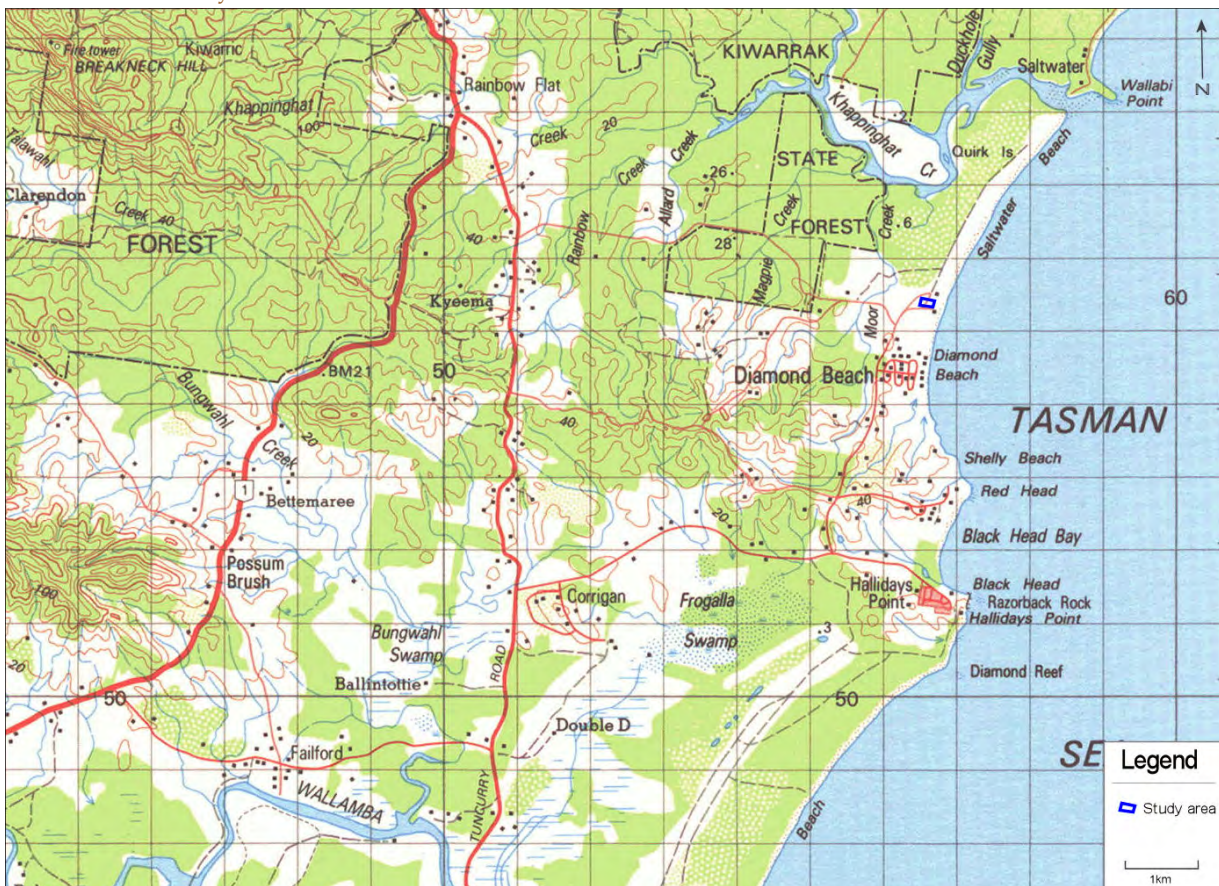 Fire tower
BREAKNECK HILL
Kiwarric
Khappinghat
100
Rainbow Flat
Creek
20
KIWARRAK
Duckhole
Gully
Saltwater
Wallabi
Point
N
Khappinghat
Cr
2
Quirk Is
Beach
Saltwater
Clarendon
Creek 40
FOREST
40
Creek
Creek
Allard
26
STATE
FOREST
Creek
Creek
6
28
Rainbow
Magpie
Kyeema
Moor
60
BM21
50
Diamond Beach
Diamond
Beach
TASMAN
Bungwahl
Creek
20
40
Shelly Beach
Red Head
40
Bettemaree
1
20
Black Head Bay
Possum
Brush
100
Corrigan
Frogalla
Swamp
Hallidays
Point
Black Head
Razorback Rock
Hallidays Point
3
Bungwahl
Swamp
Ballintottie
ROAD
Diamond Reef
20
50
50
Double D
Failford
WALLAMBA
TUNCURRY
Beach
SE
Legend
Study area
1km